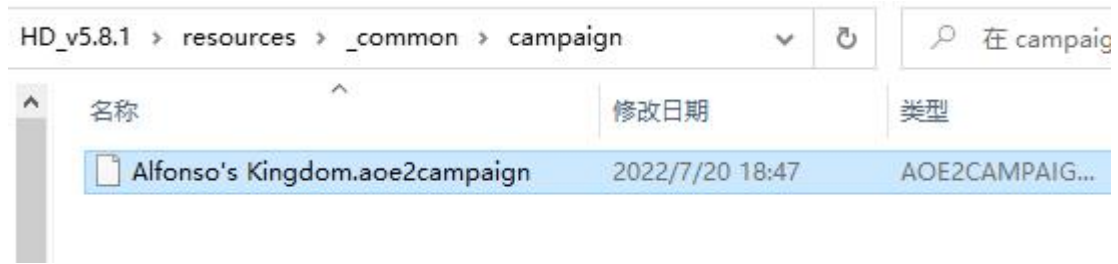 HD_v5.8.1 > resources > _common > campaign
在 campaig
名称 修改日期 类型
Alfonso's Kingdom.aoe2campaign 2022/7/20 18:47 AOE2CAMPAIG...